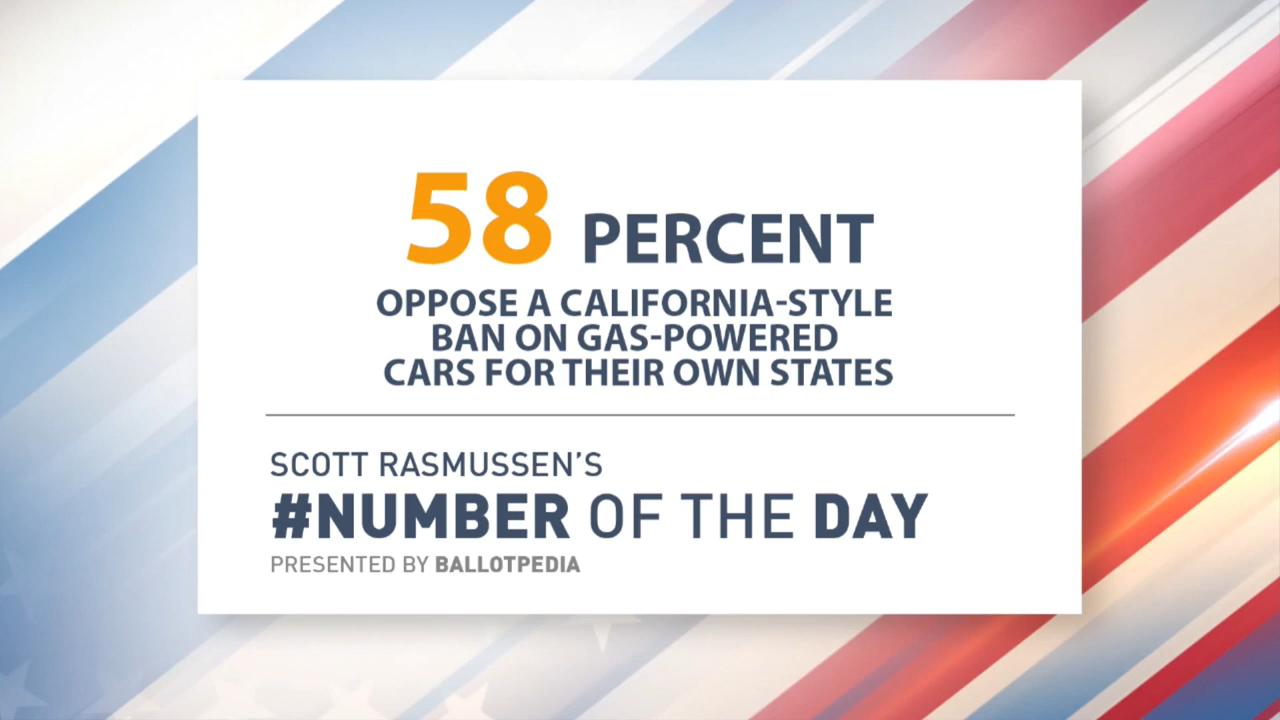 58 PERCENT
OPPOSE A CALIFORNIA-STYLE
BAN ON GAS-POWERED
CARS FOR THEIR OWN STATES
SCOTT RASMUSSEN’S
#NUMBER OF THE DAY
PRESENTED BY BALLOTPEDIA